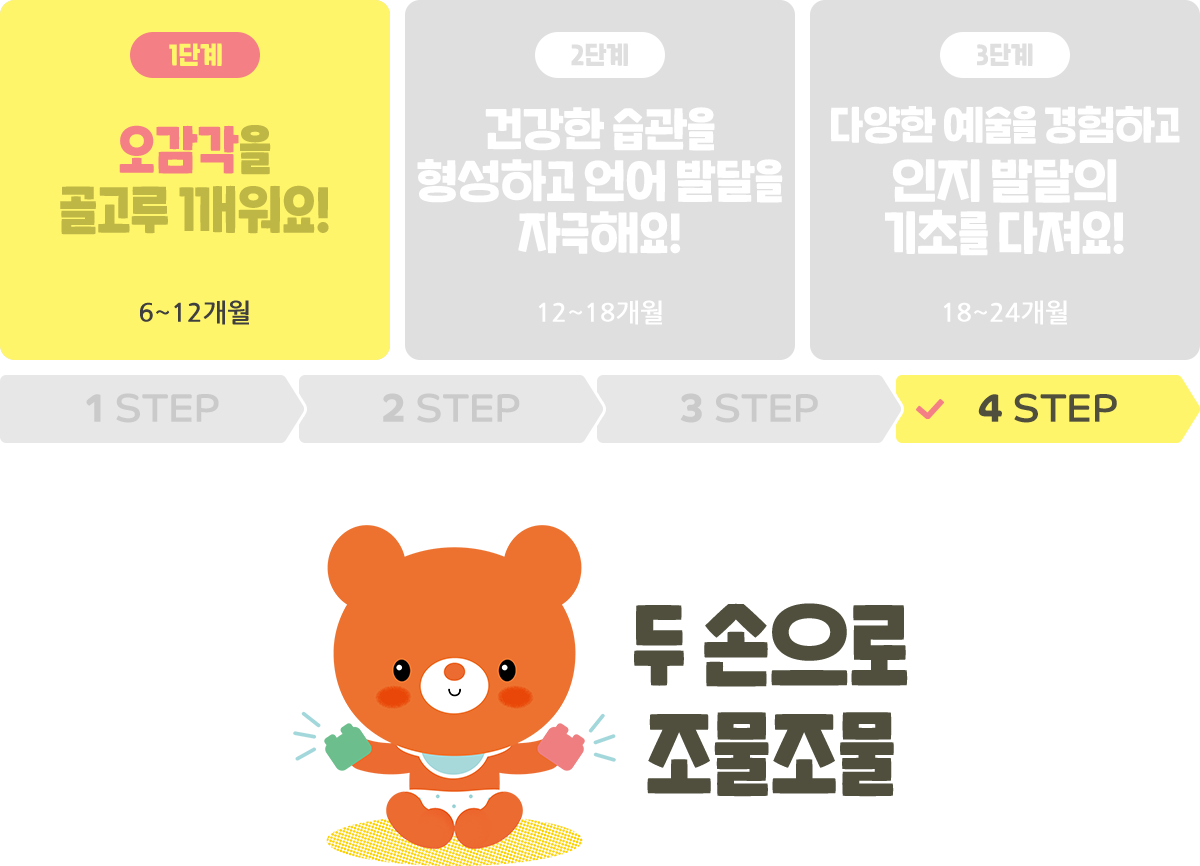 1단계
오감각을
골고루 깨워요!
6~12개월
2단계
건강한 습관을
형성하고 언어 발달을
자극해요!
12~18개월
3단계
다양한 예술을 경험하고
인지 발달의
기초를 다져요!
18~24개월
1 STEP
2 STEP
3 STEP
4 STEP
두 손으로
조물조물